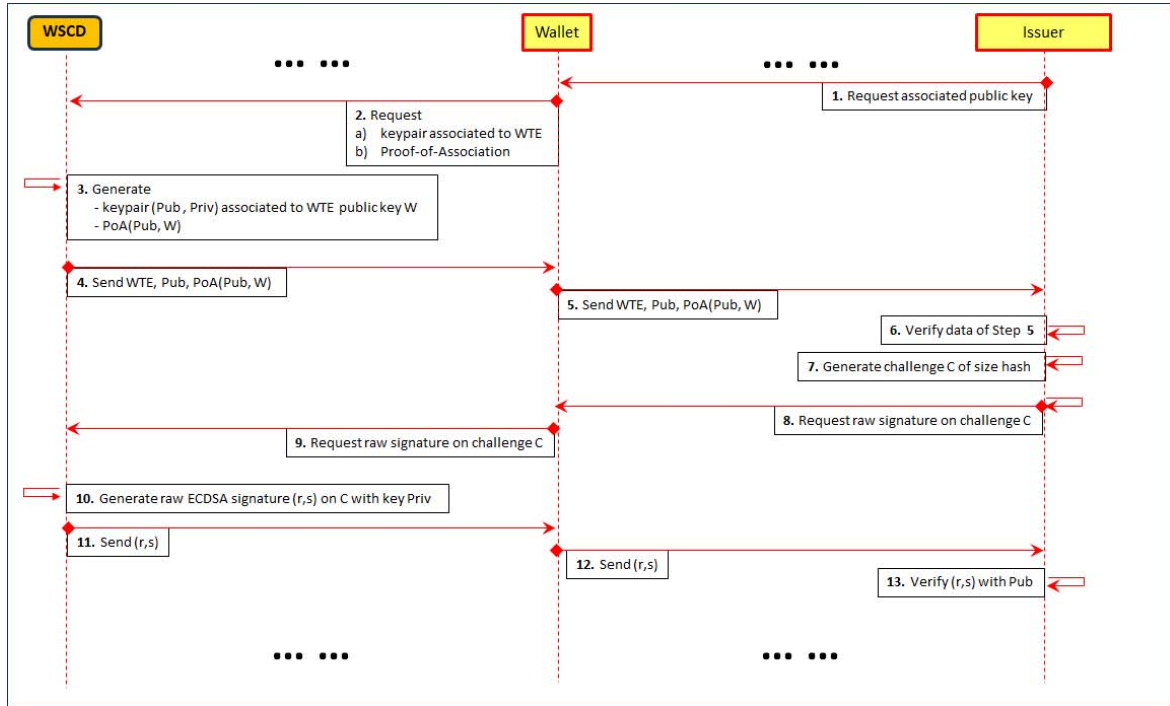 WSCD
Wallet
Issuer
... ...
... ...
1. Request associated public key
2. Request
a) keypair associated to WTE
b) Proof-of-Association
3. Generate
- keypair (Pub , Priv) associated to WTE public key W
- PoA(Pub, W)
4. Send WTE, Pub, PoA(Pub, W)
5. Send WTE, Pub, PoA(Pub, W)
6. Verify data of Step 5
7. Generate challenge C of size hash
8. Request raw signature on challenge C
9. Request raw signature on challenge C
10. Generate raw ECDSA signature (r,s) on C with key Priv
11. Send (r,s)
12. Send (r,s)
13. Verify (r,s) with Pub
... ...
... ...